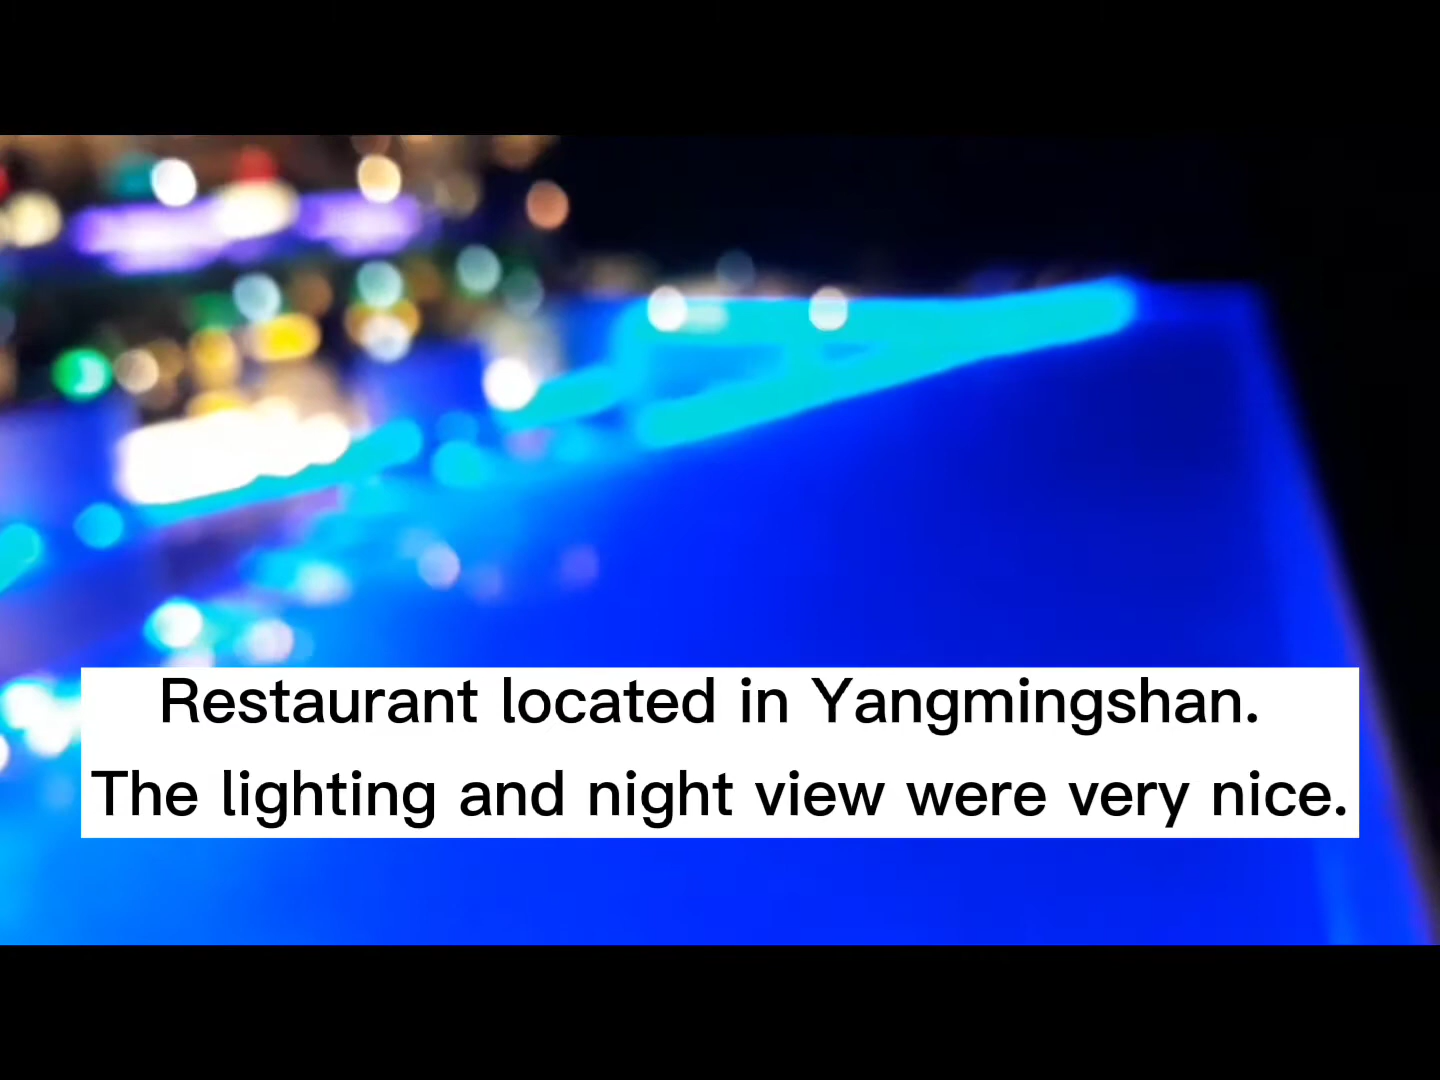 Restaurant located in Yangmingshan.
The lighting and night view were very nice.